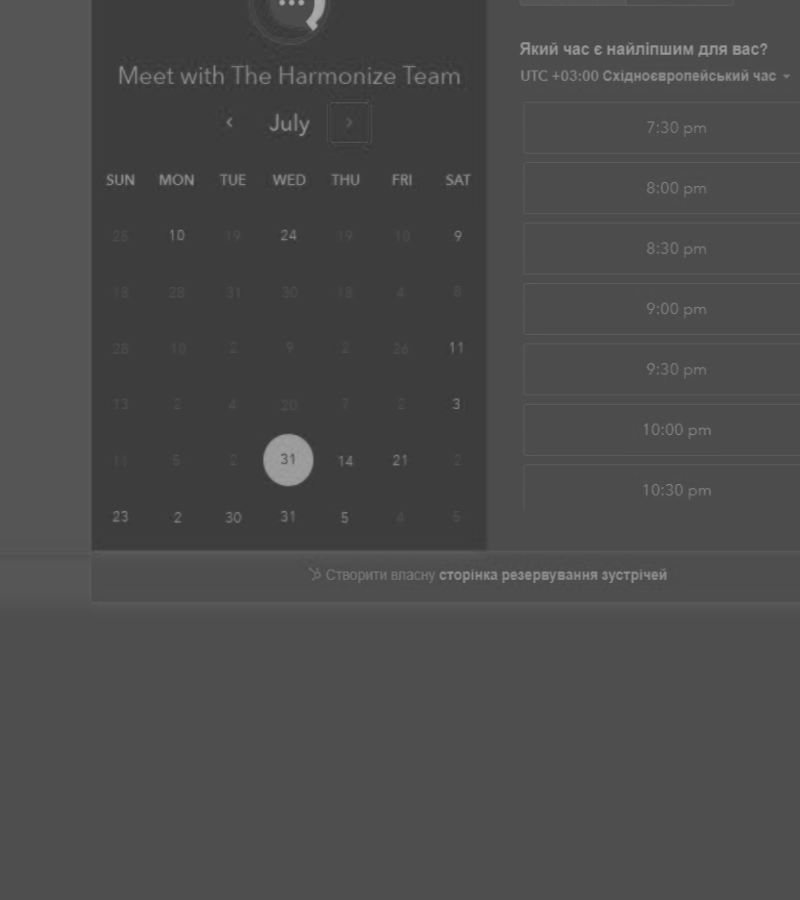 Meet with The Harmonize Team
July
SUN MON TUE WED THU FRI SAT
25 10 19 24 19 10 9
18 28 31 30 18 4 8
28 10 2 9 2 26 11
13 2 4 20 7 2 3
11 5 2 31 14 21 2
23 2 30 31 5 4 5
Який час є найліпшим для вас?
UTC +03:00 Східноєвропейський час
7:30 pm
8:00 pm
8:30 pm
9:00 pm
9:30 pm
10:00 pm
10:30 pm
Створити власну сторінка резервування зустрічей